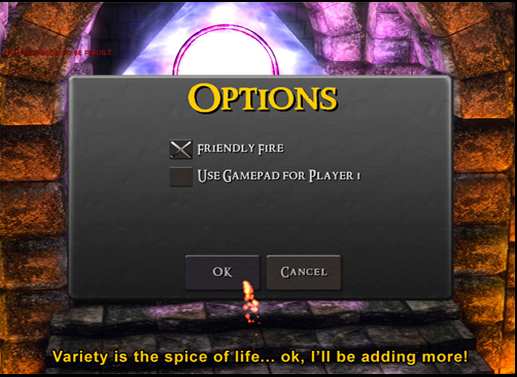 OPTIONS
FRIENDLY FIRE
USE GAMEPAD FOR PLAYER 1
OK
CANCEL
Variety is the spice of life... ok, I'll be adding more!